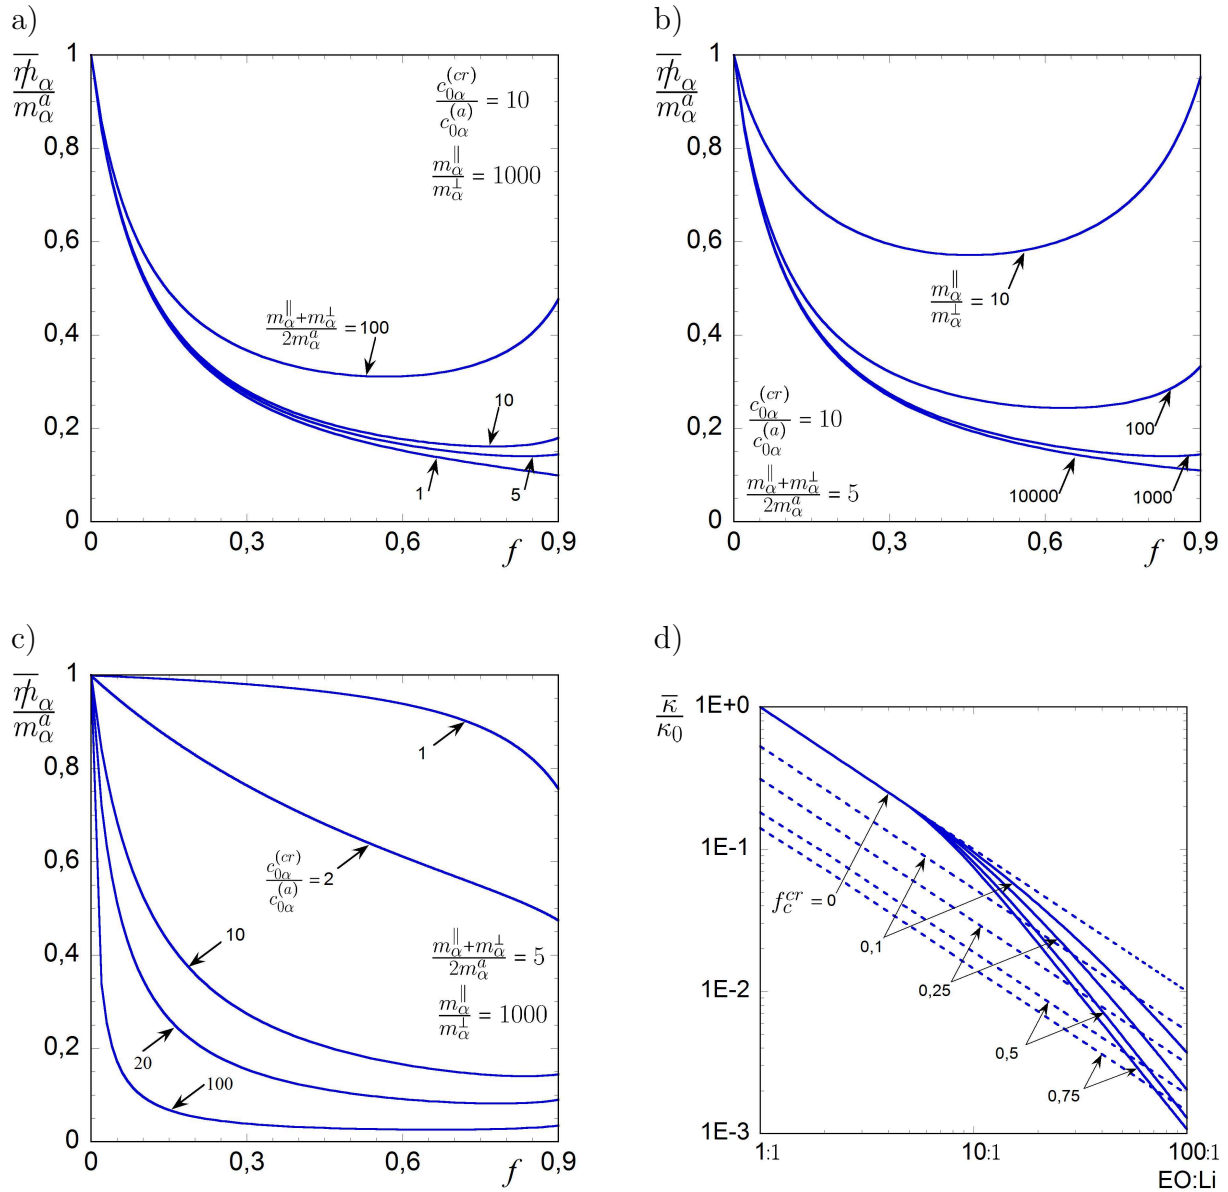 a)
m̄_α / m_α^a
1
0,8
0,6
0,4
0,2
0
0
0,3
0,6
f
0,9
c_{0α}^{(cr)} / c_{0α}^{(a)} = 10
m_α^∥ / m_α^⊥ = 1000
m_α^∥+m_α^⊥ / 2m_α^a = 100
10
1
5
b)
m̄_α / m_α^a
1
0,8
0,6
0,4
0,2
0
0
0,3
0,6
f
0,9
m_α^∥ / m_α^⊥ = 10
c_{0α}^{(cr)} / c_{0α}^{(a)} = 10
m_α^∥+m_α^⊥ / 2m_α^a = 5
100
10000
1000
c)
m̄_α / m_α^a
1
0,8
0,6
0,4
0,2
0
0
0,3
0,6
f
0,9
1
c_{0α}^{(cr)} / c_{0α}^{(a)} = 2
10
m_α^∥+m_α^⊥ / 2m_α^a = 5
m_α^∥ / m_α^⊥ = 1000
20
100
d)
κ̄ / κ_0
1E+0
1E-1
1E-2
1E-3
1:1
10:1
100:1
EO:Li
f_c^{cr} = 0
0,1
0,25
0,5
0,75